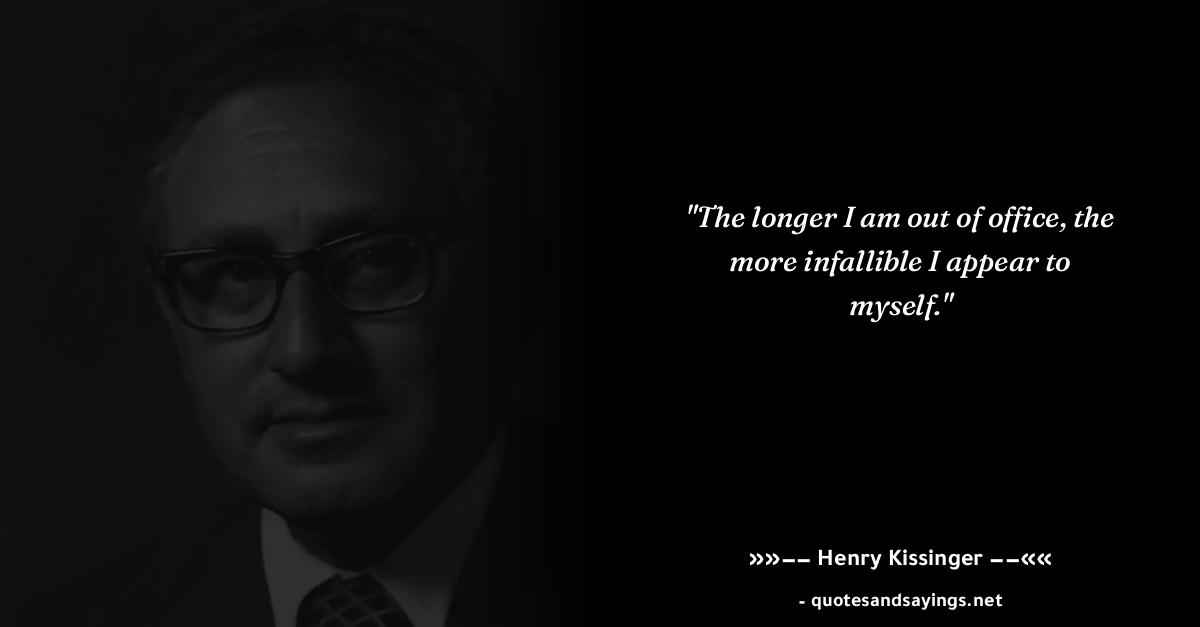 "The longer I am out of office, the
more infallible I appear to
myself."
»»−− Henry Kissinger −−««
- quotesandsayings.net